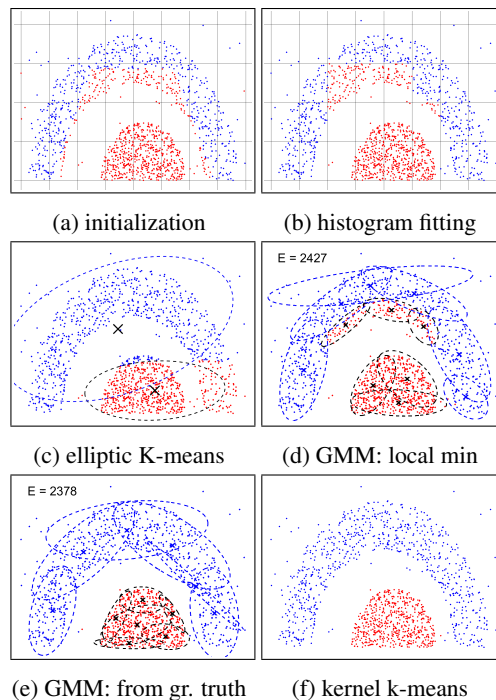 (a) initialization
(b) histogram fitting
E = 2427
(c) elliptic K-means
(d) GMM: local min
E = 2378
(e) GMM: from gr. truth
(f) kernel k-means